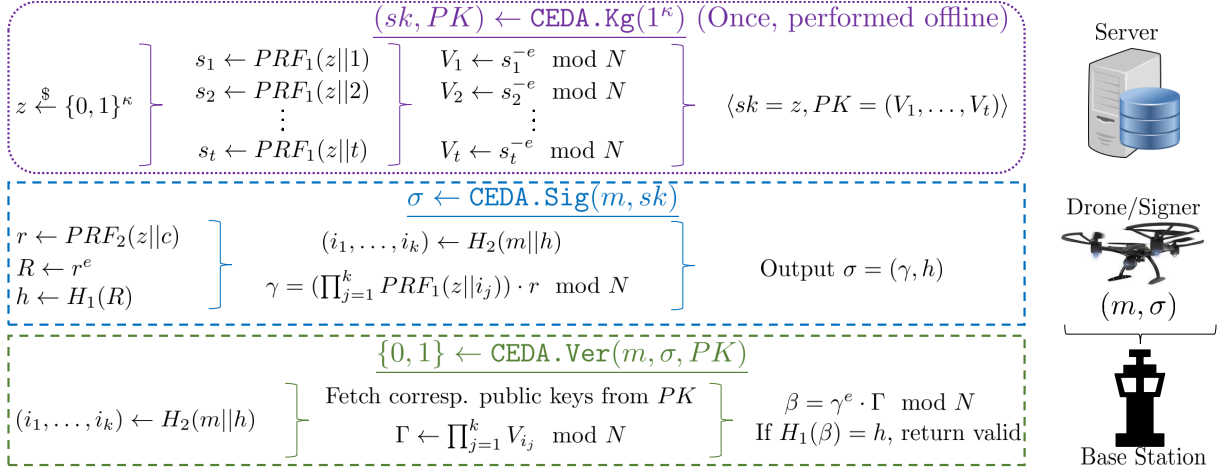 (sk, PK) ← CEDA.Kg(1^κ) (Once, performed offline)
z ←$ {0, 1}^κ
s_1 ← PRF_1(z||1)
s_2 ← PRF_1(z||2)
⋮
s_t ← PRF_1(z||t)
V_1 ← s_1^{-e} mod N
V_2 ← s_2^{-e} mod N
⋮
V_t ← s_t^{-e} mod N
⟨sk = z, PK = (V_1, . . . , V_t)⟩
Server
σ ← CEDA.Sig(m, sk)
r ← PRF_2(z||c)
R ← r^e
h ← H_1(R)
(i_1, . . . , i_k) ← H_2(m||h)
γ = (∏_{j=1}^k PRF_1(z||i_j)) · r mod N
Output σ = (γ, h)
Drone/Signer
(m, σ)
{0, 1} ← CEDA.Ver(m, σ, PK)
(i_1, . . . , i_k) ← H_2(m||h)
Fetch corresp. public keys from PK
Γ ← ∏_{j=1}^k V_{i_j} mod N
β = γ^e · Γ mod N
If H_1(β) = h, return valid
Base Station